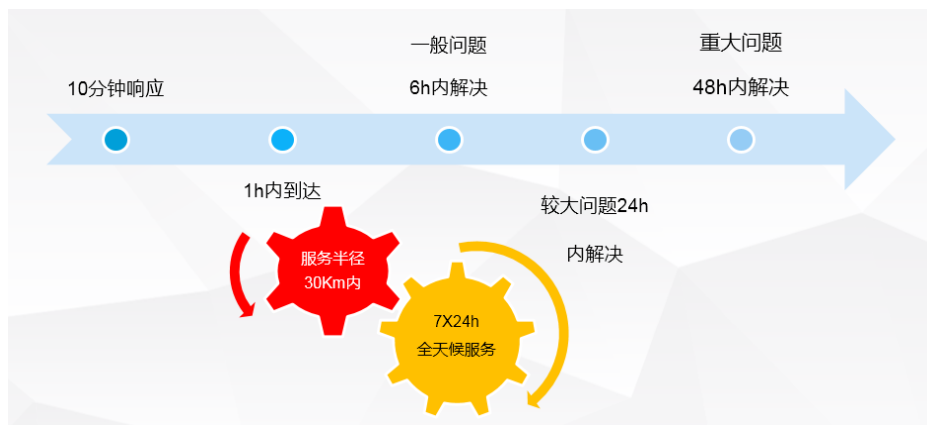 10分钟响应
1h内到达
一般问题
6h内解决
较大问题24h
内解决
重大问题
48h内解决
服务半径
30Km内
7X24h
全天候服务